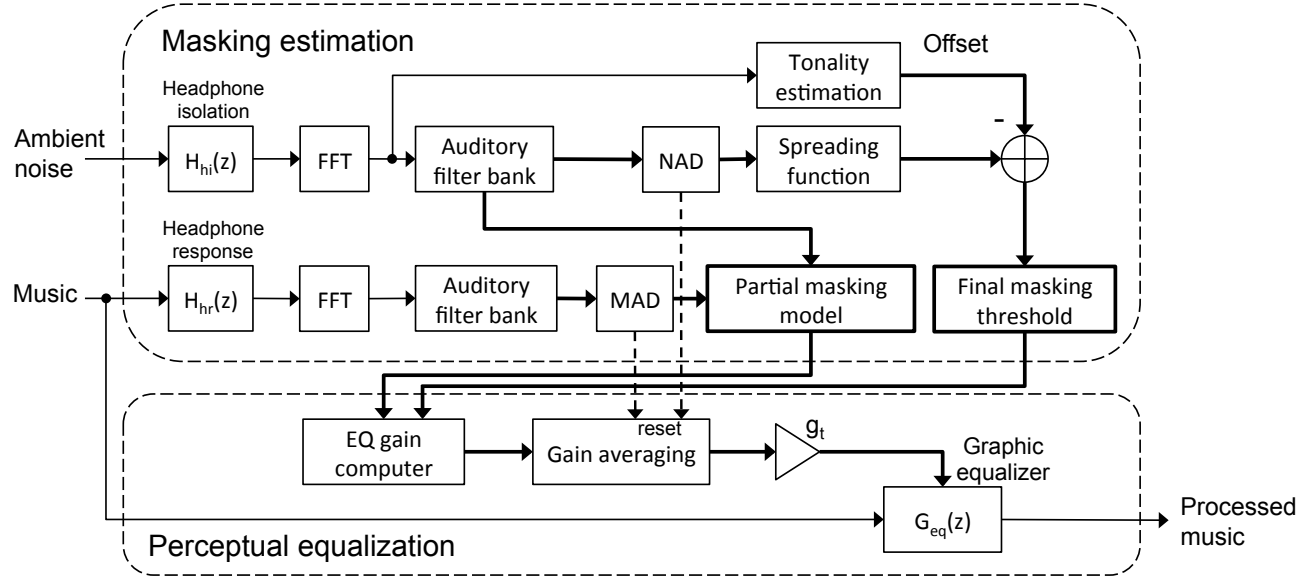 Masking estimation
Offset
Tonality
estimation
Headphone
isolation
-
Ambient
noise
H_hi(z)
FFT
Auditory
filter bank
NAD
Spreading
function
Headphone
response
Music
H_hr(z)
FFT
Auditory
filter bank
MAD
Partial masking
model
Final masking
threshold
EQ gain
computer
reset
Gain averaging
g_t
Graphic
equalizer
G_eq(z)
Processed
music
Perceptual equalization